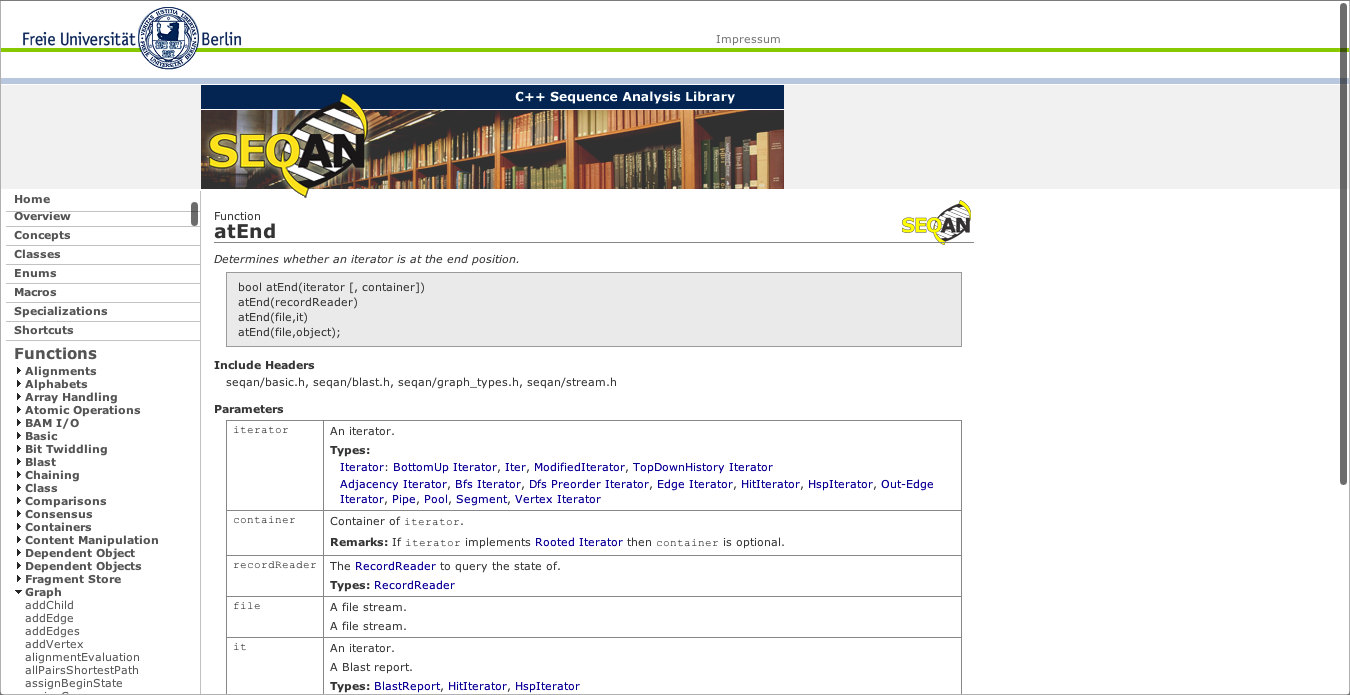 Freie Universität Berlin
Impressum
C++ Sequence Analysis Library
SEQAN
Home
Overview
Concepts
Classes
Enums
Macros
Specializations
Shortcuts
Functions
Alignments
Alphabets
Array Handling
Atomic Operations
BAM I/O
Basic
Bit Twiddling
Blast
Chaining
Class
Comparisons
Consensus
Containers
Content Manipulation
Dependent Object
Dependent Objects
Fragment Store
Graph
addChild
addEdge
addEdges
addVertex
alignmentEvaluation
allPairsShortestPath
assignBeginState
Function
atEnd
SEQAN
Determines whether an iterator is at the end position.
bool atEnd(iterator [, container])
atEnd(recordReader)
atEnd(file,it)
atEnd(file,object);
Include Headers
seqan/basic.h, seqan/blast.h, seqan/graph_types.h, seqan/stream.h
Parameters
iterator
An iterator.
Types:
Iterator: BottomUp Iterator, Iter, ModifiedIterator, TopDownHistory Iterator
Adjacency Iterator, Bfs Iterator, Dfs Preorder Iterator, Edge Iterator, HitIterator, HspIterator, Out-Edge
Iterator, Pipe, Pool, Segment, Vertex Iterator
container
Container of iterator.
Remarks: If iterator implements Rooted Iterator then container is optional.
recordReader
The RecordReader to query the state of.
Types: RecordReader
file
A file stream.
A file stream.
it
An iterator.
A Blast report.
Types: BlastReport, HitIterator, HspIterator